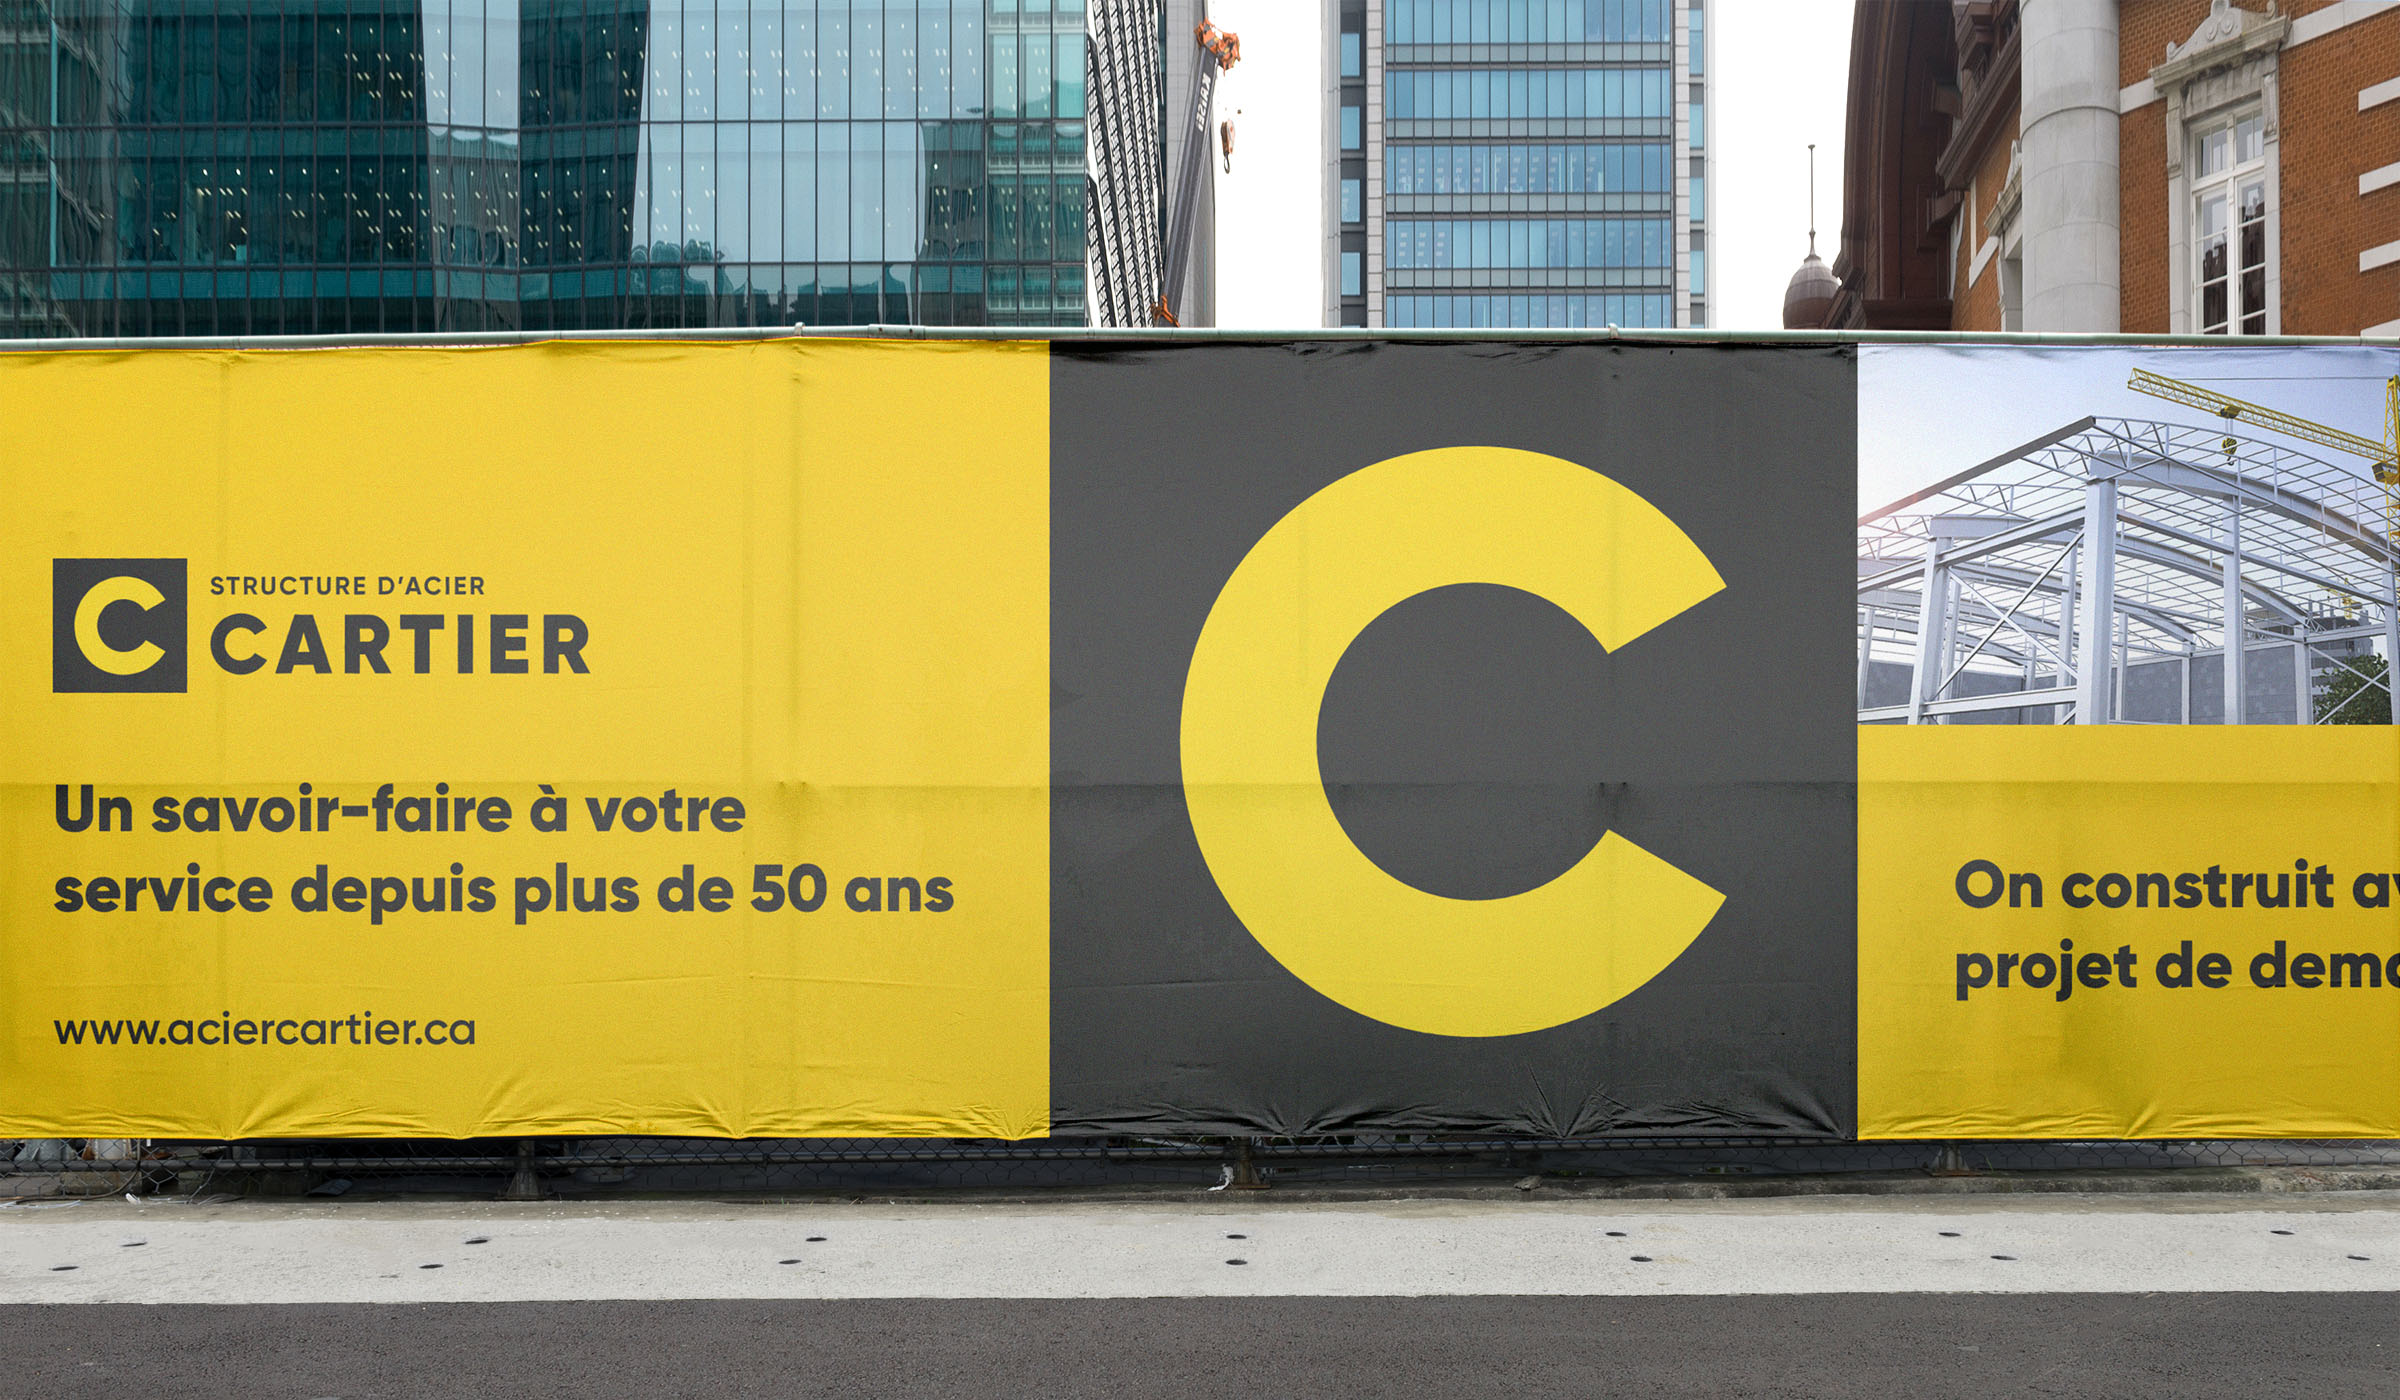 STRUCTURE D'ACIER
C CARTIER
Un savoir-faire à votre
service depuis plus de 50 ans
www.aciercartier.ca
C
On construit
projet de